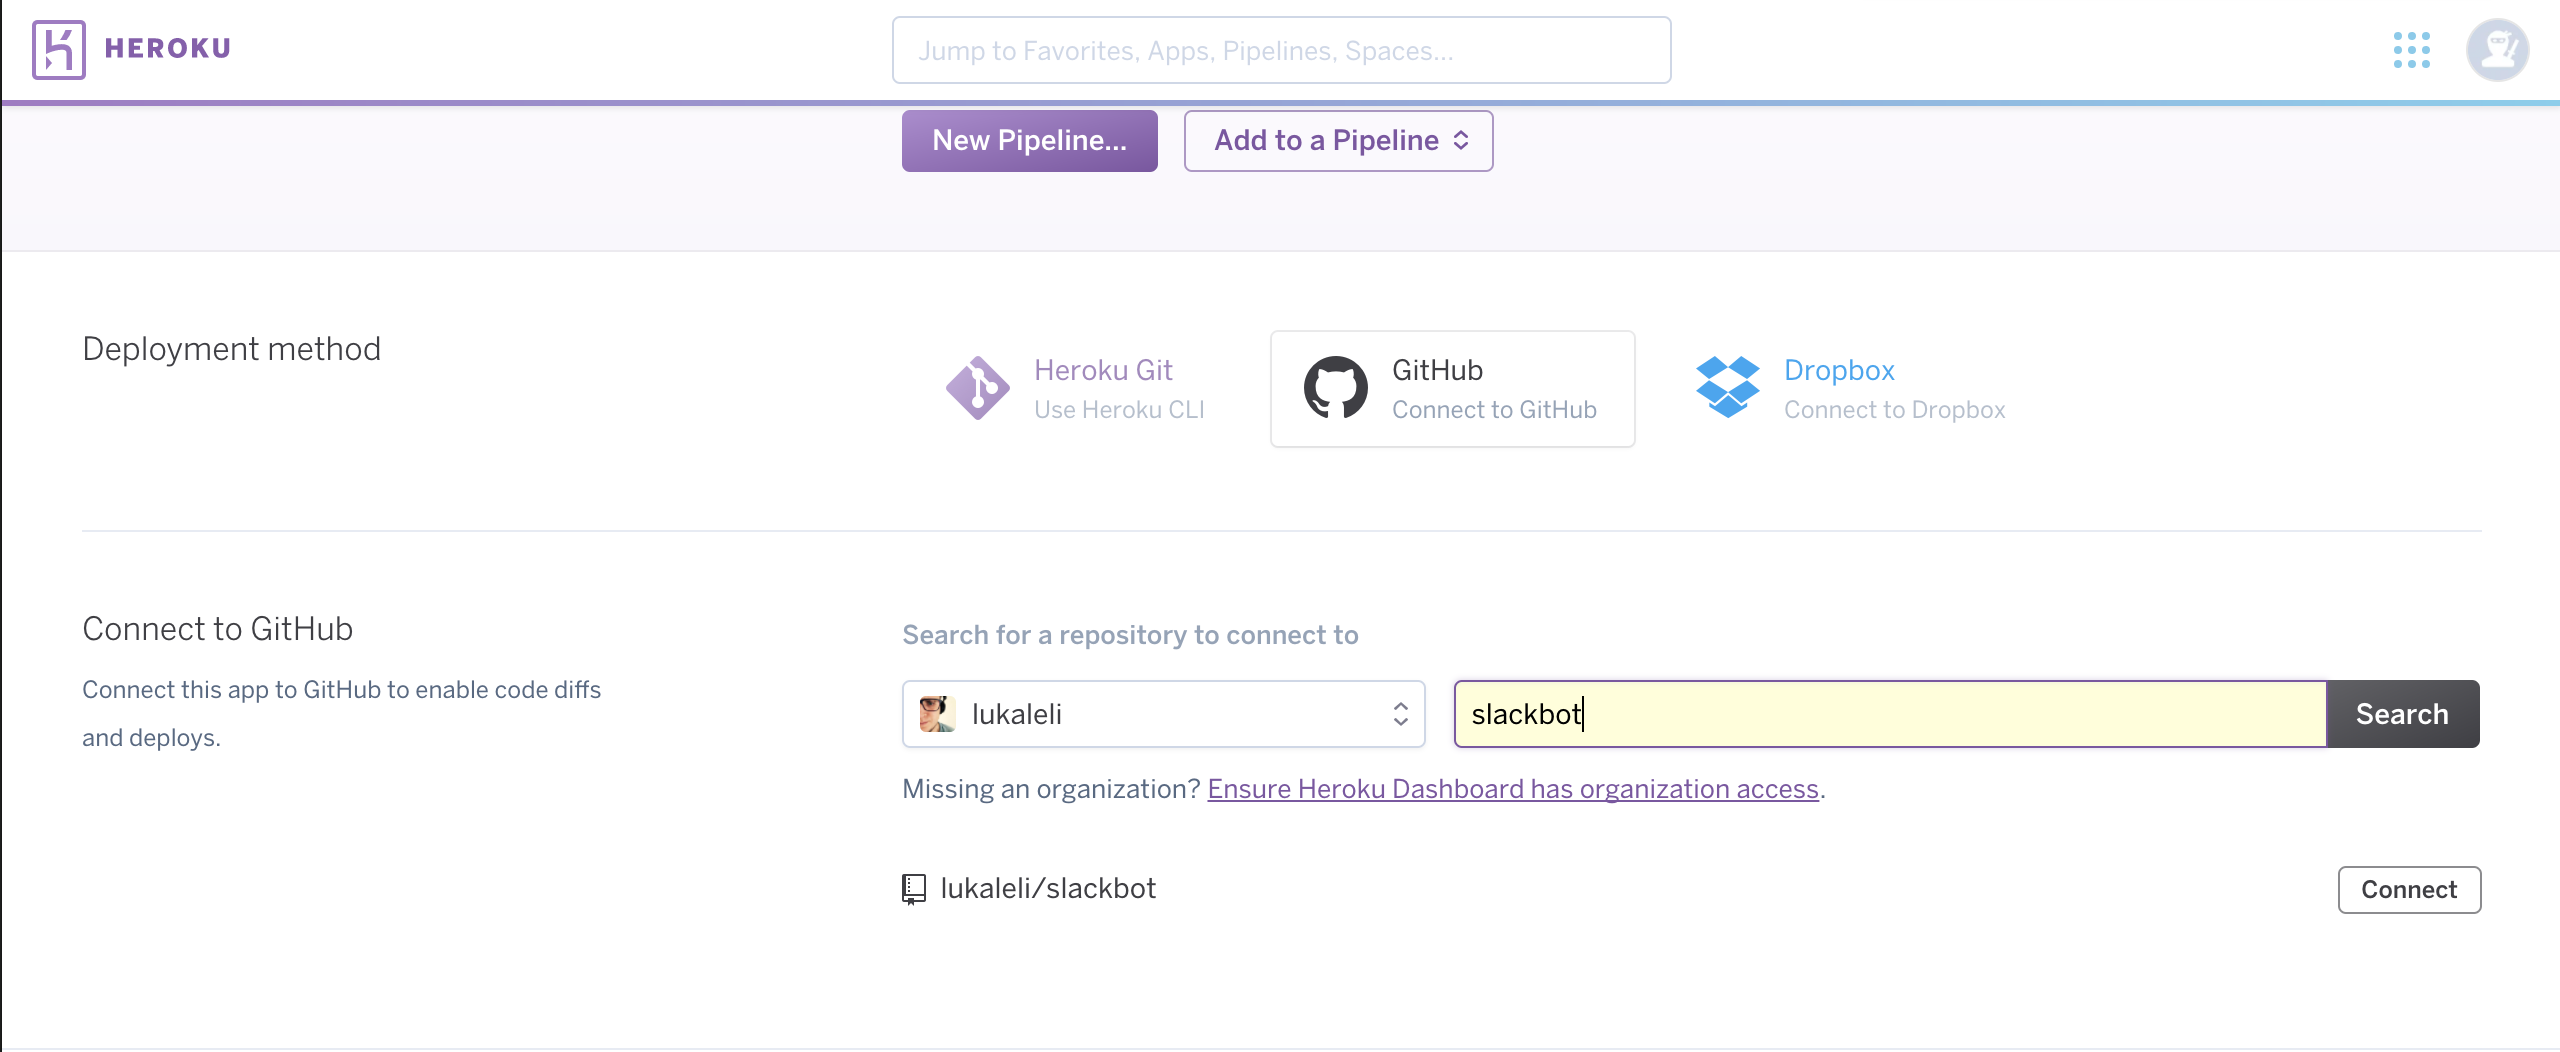 HEROKU
Jump to Favorites, Apps, Pipelines, Spaces...
New Pipeline...
Add to a Pipeline
Deployment method
Heroku Git
Use Heroku CLI
GitHub
Connect to GitHub
Dropbox
Connect to Dropbox
Connect to GitHub
Connect this app to GitHub to enable code diffs
and deploys.
Search for a repository to connect to
lukaleli
slackbot
Search
Missing an organization? Ensure Heroku Dashboard has organization access.
lukaleli/slackbot
Connect